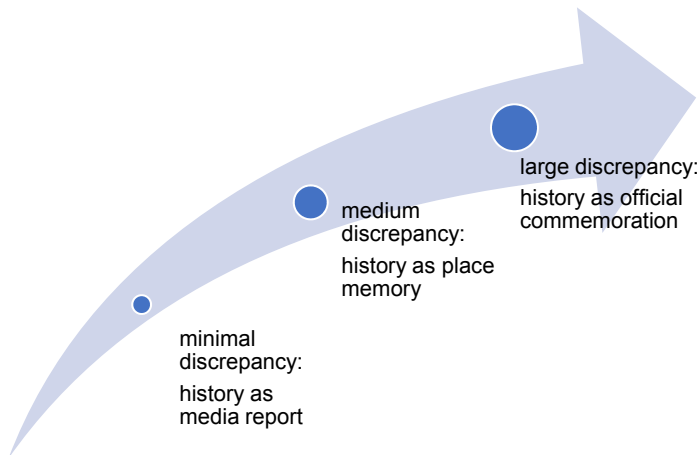 large discrepancy:
history as official
commemoration
medium
discrepancy:
history as place
memory
minimal
discrepancy:
history as
media report